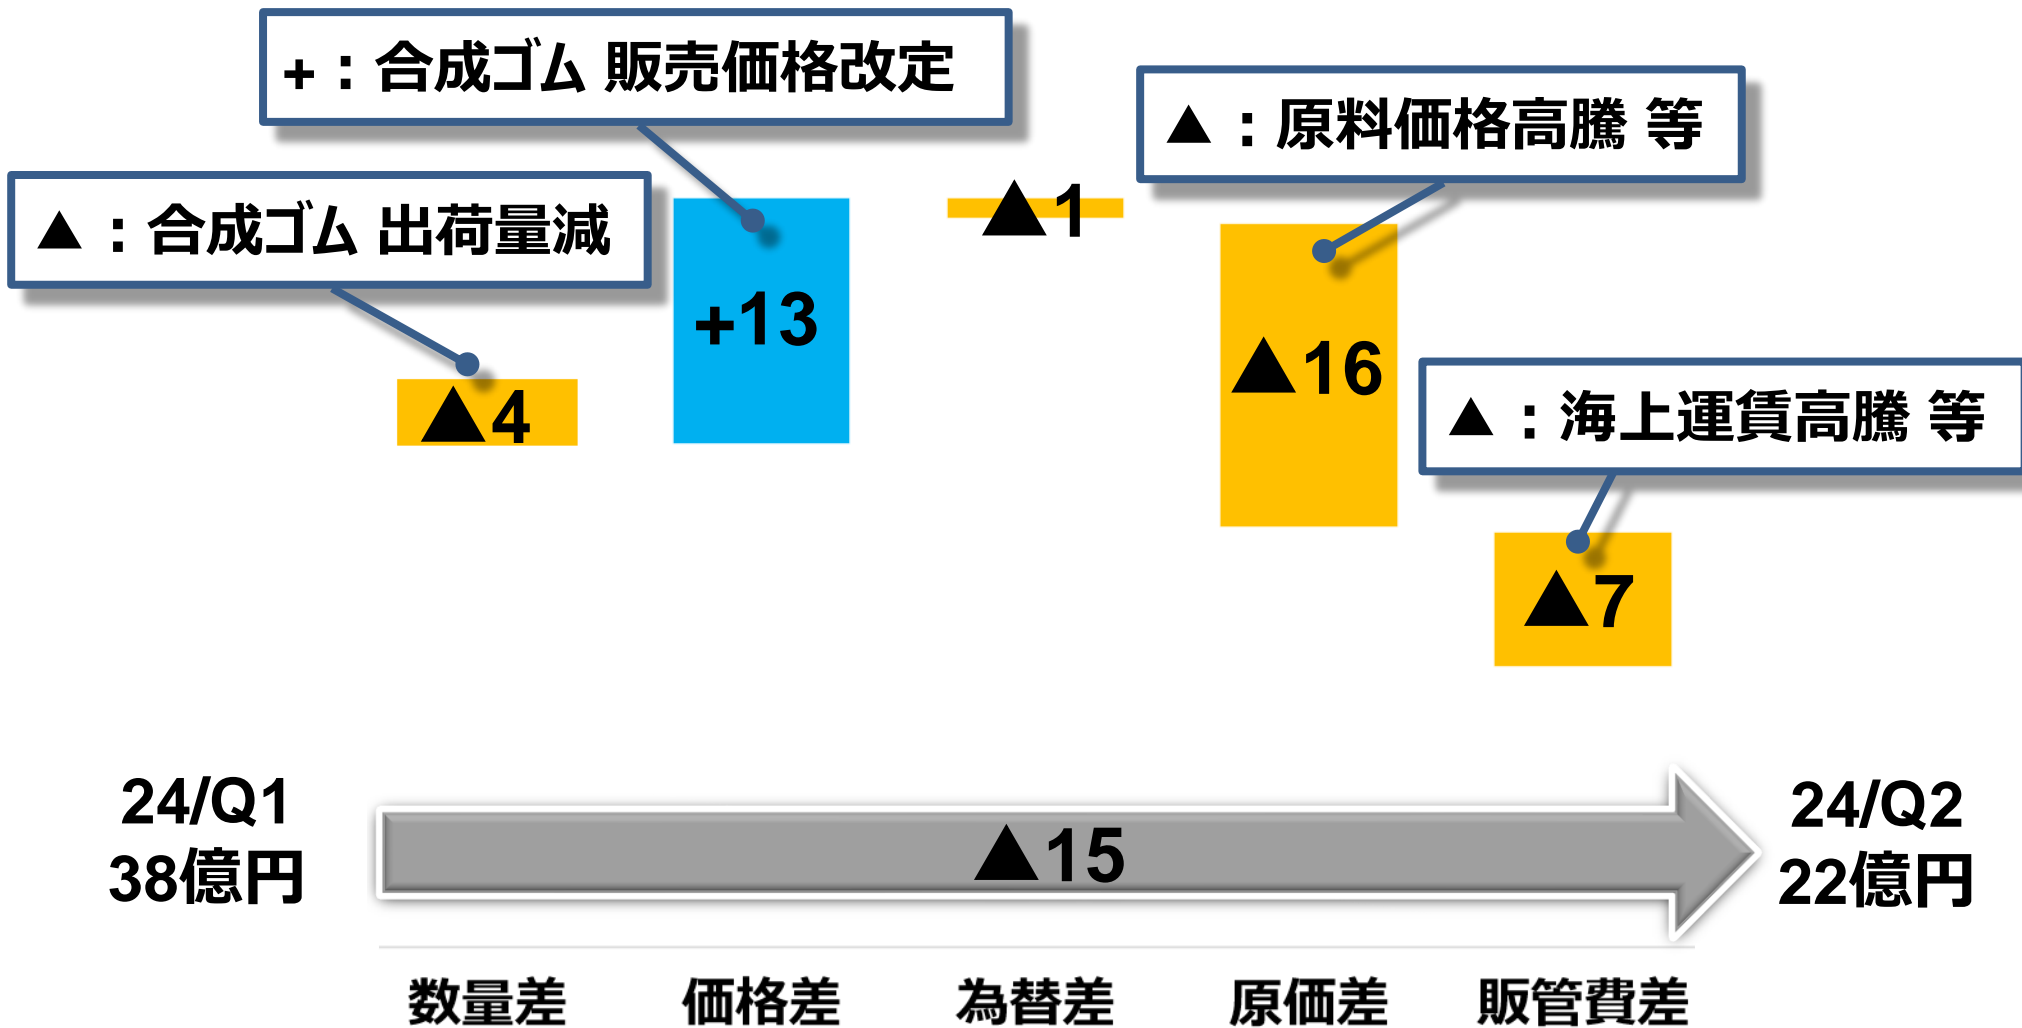 +：合成ゴム 販売価格改定
▲：原料価格高騰 等
▲：合成ゴム 出荷量減
▲1
+13
▲16
▲4
▲：海上運賃高騰 等
▲7
24/Q1
38億円
▲15
24/Q2
22億円
数量差
価格差
為替差
原価差
販管費差